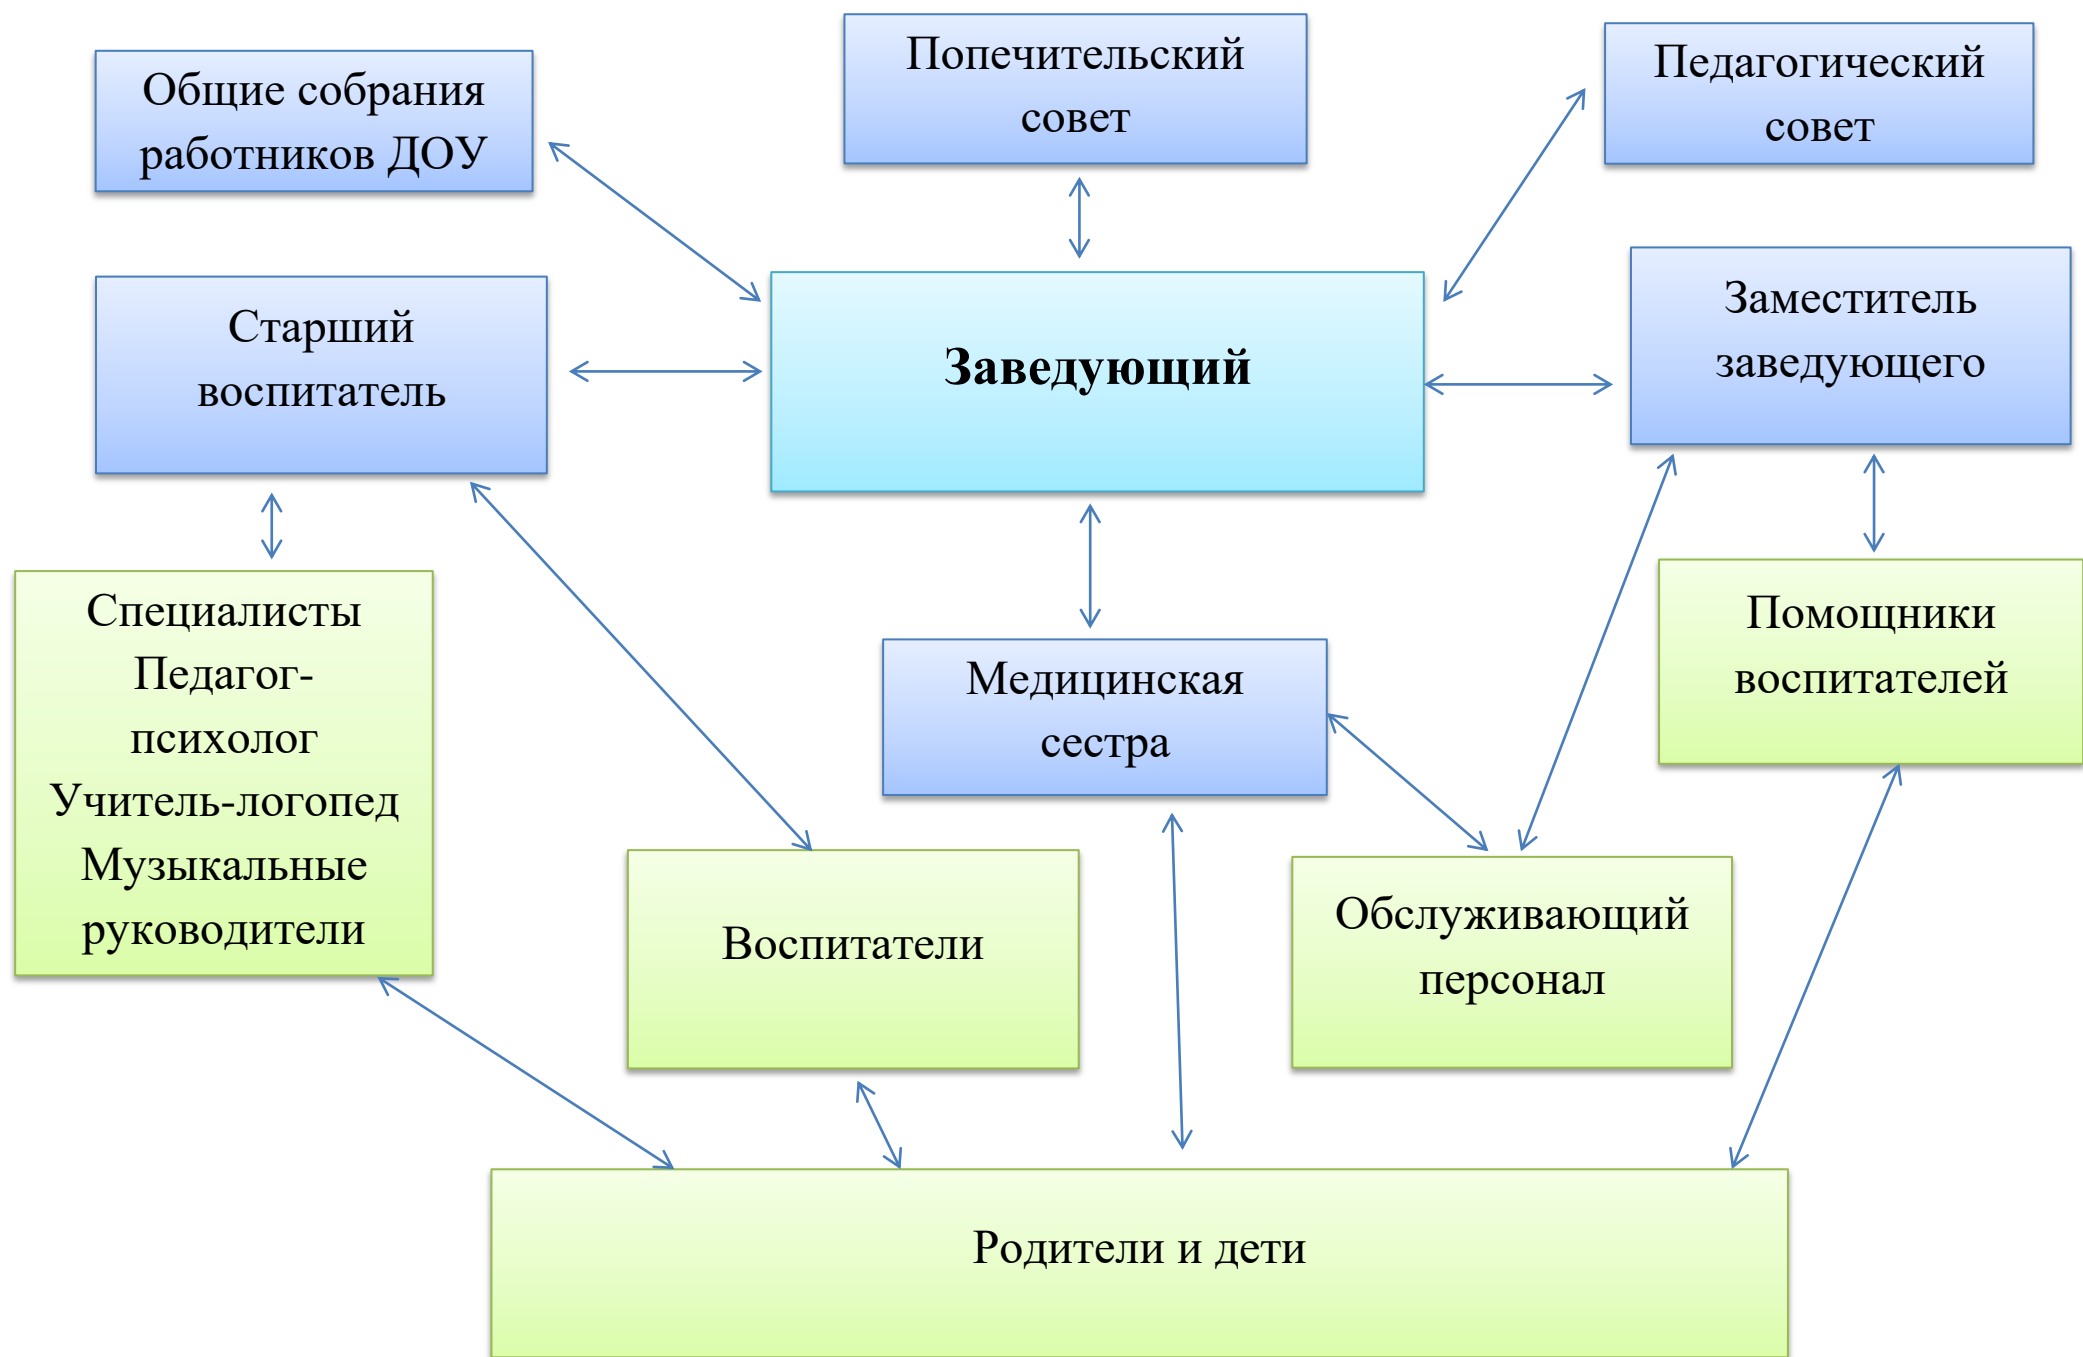 Общие собрания
работников ДОУ
Попечительский
совет
Педагогический
совет
Старший
воспитатель
Заведующий
Заместитель
заведующего
Специалисты
Педагог-
психолог
Учитель-логопед
Музыкальные
руководители
Медицинская
сестра
Помощники
воспитателей
Воспитатели
Обслуживающий
персонал
Родители и дети